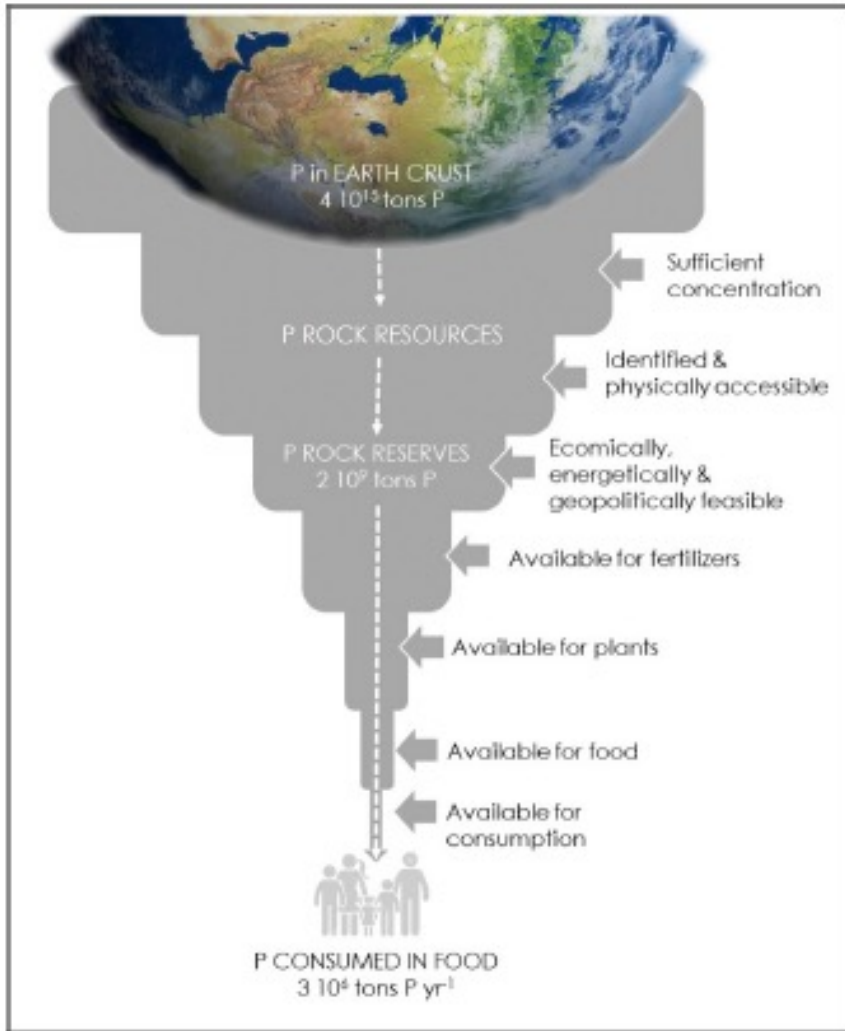 P in EARTH CRUST
4 10¹⁵ tons P
Sufficient
concentration
P ROCK RESOURCES
Identified &
physically accessible
P ROCK RESERVES
2 10⁹ tons P
Ecomically,
energetically &
geopolitically feasible
Available for fertilizers
Available for plants
Available for food
Available for
consumption
P CONSUMED IN FOOD
3 10⁶ tons P yr¹